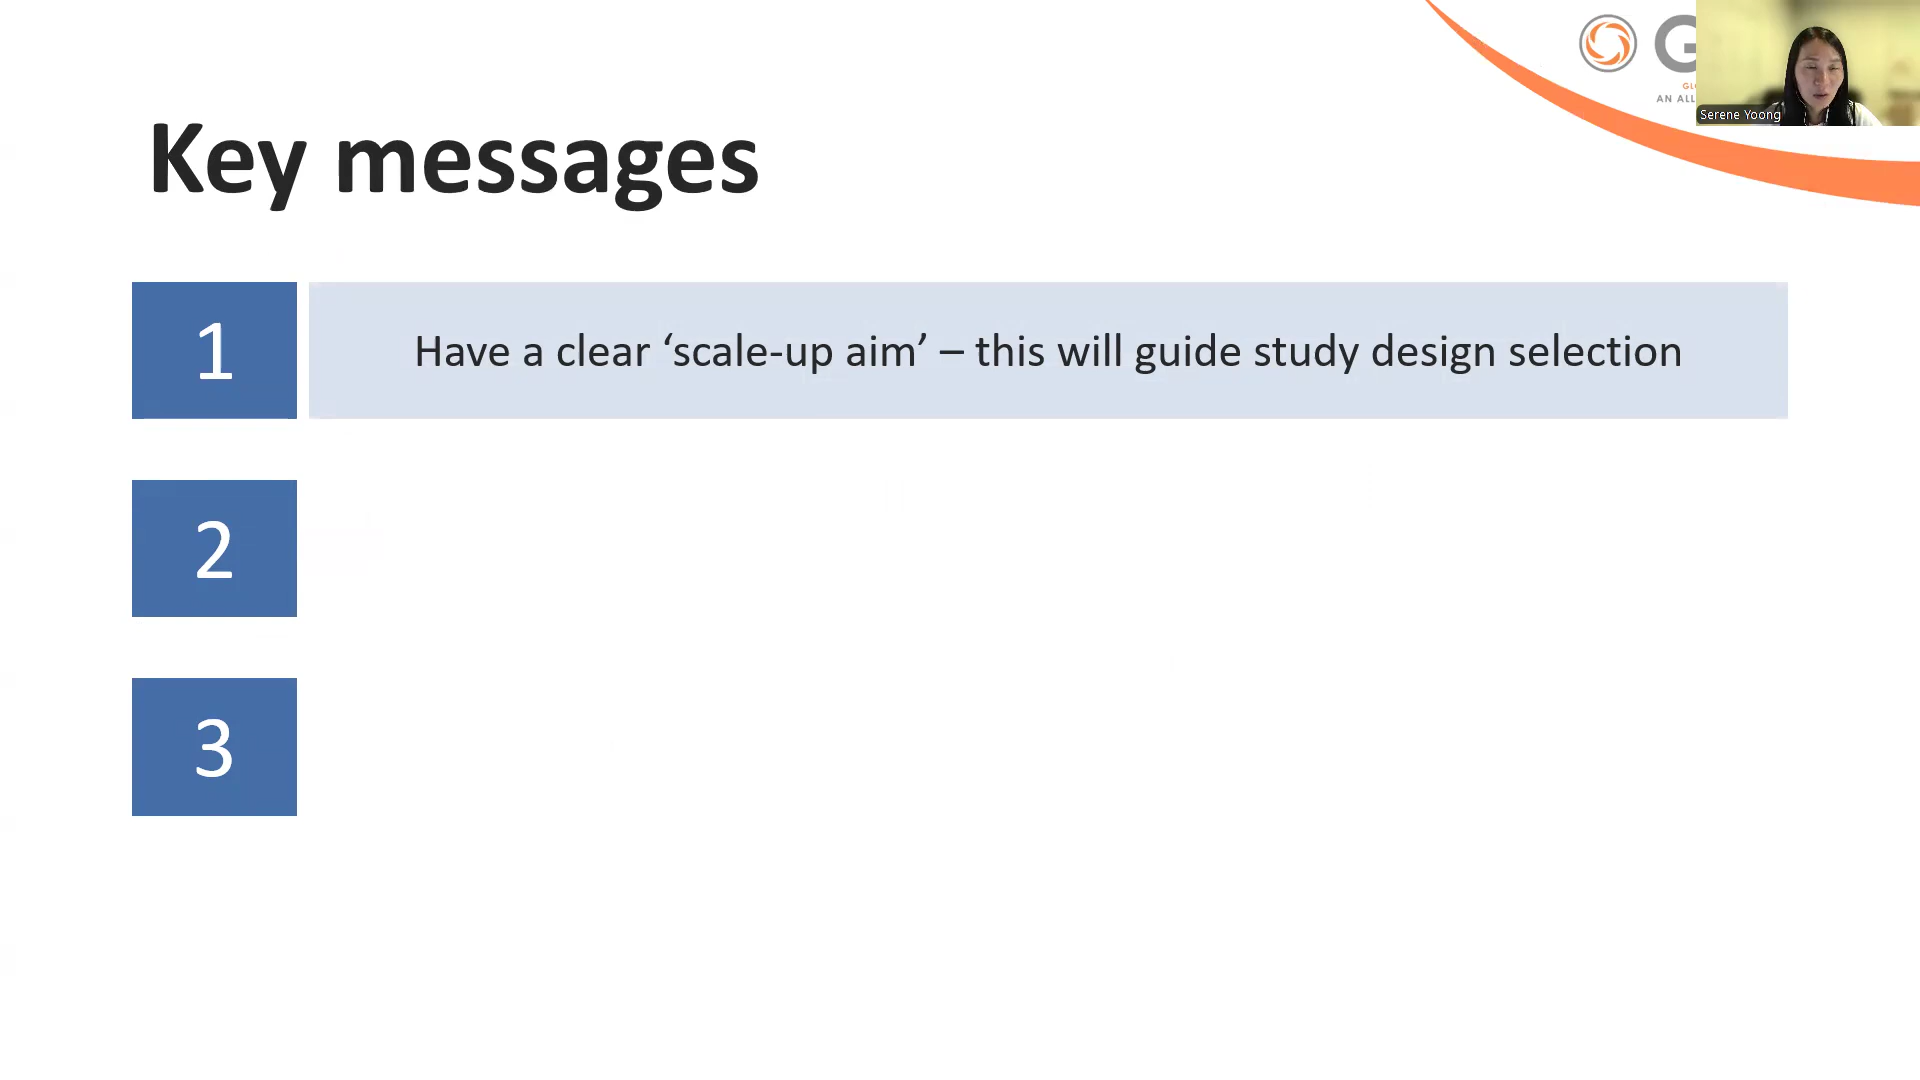 Key messages
Serene Yoong
1
Have a clear ‘scale-up aim’ – this will guide study design selection
2
3